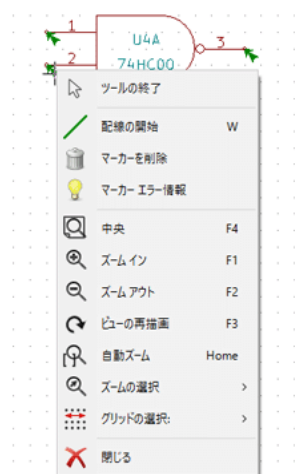 1
U4A
3
2
74HC00
ツールの終了
配線の開始 W
マーカーを削除
マーカー エラー情報
中央 F4
ズーム イン F1
ズーム アウト F2
ビューの再描画 F3
自動ズーム Home
ズームの選択 >
グリッドの選択: >
閉じる